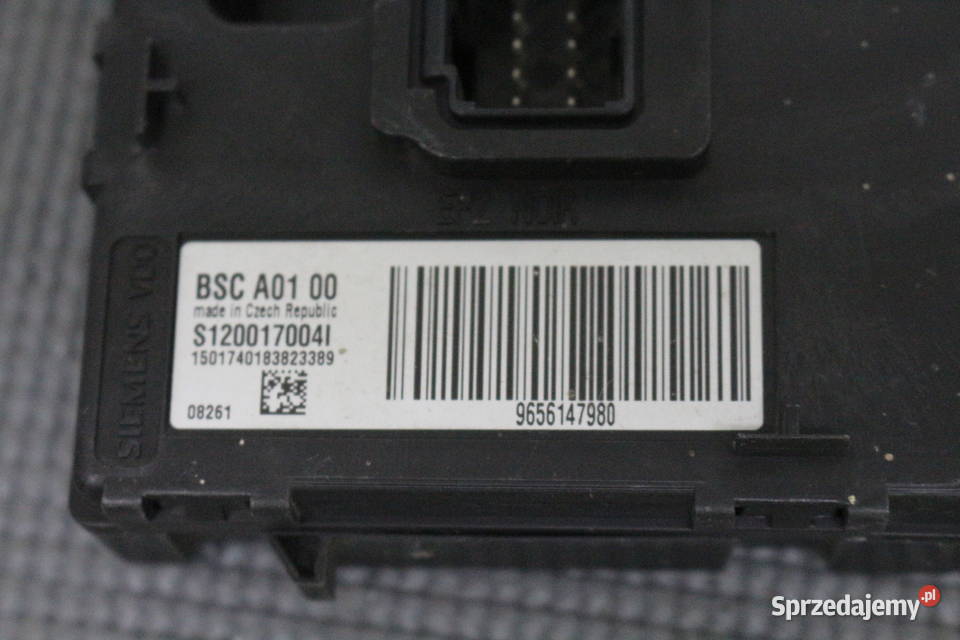 BSC A01 00
made in Czech Republic
S120017004I
1501740183823389
08261
9656147980
SIEMENS VDO
Sprzedajemy.pl